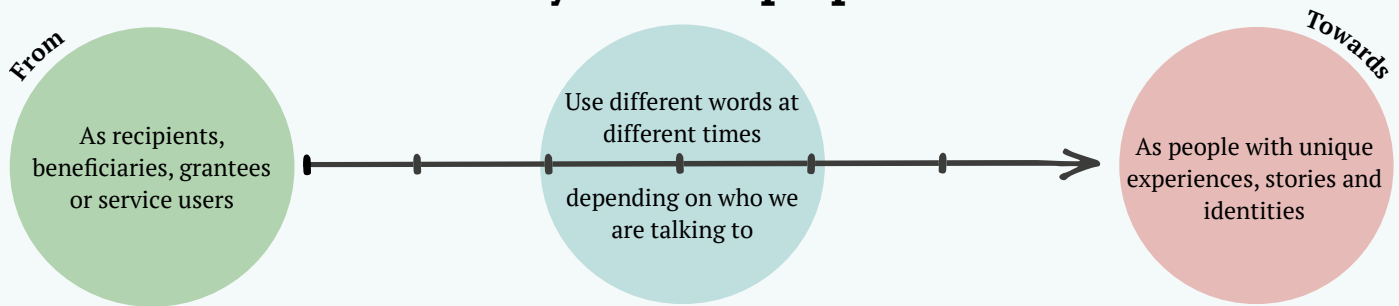 From
As recipients,
beneficiaries, grantees
or service users
Use different words at
different times
depending on who we
are talking to
Towards
As people with unique
experiences, stories and
identities